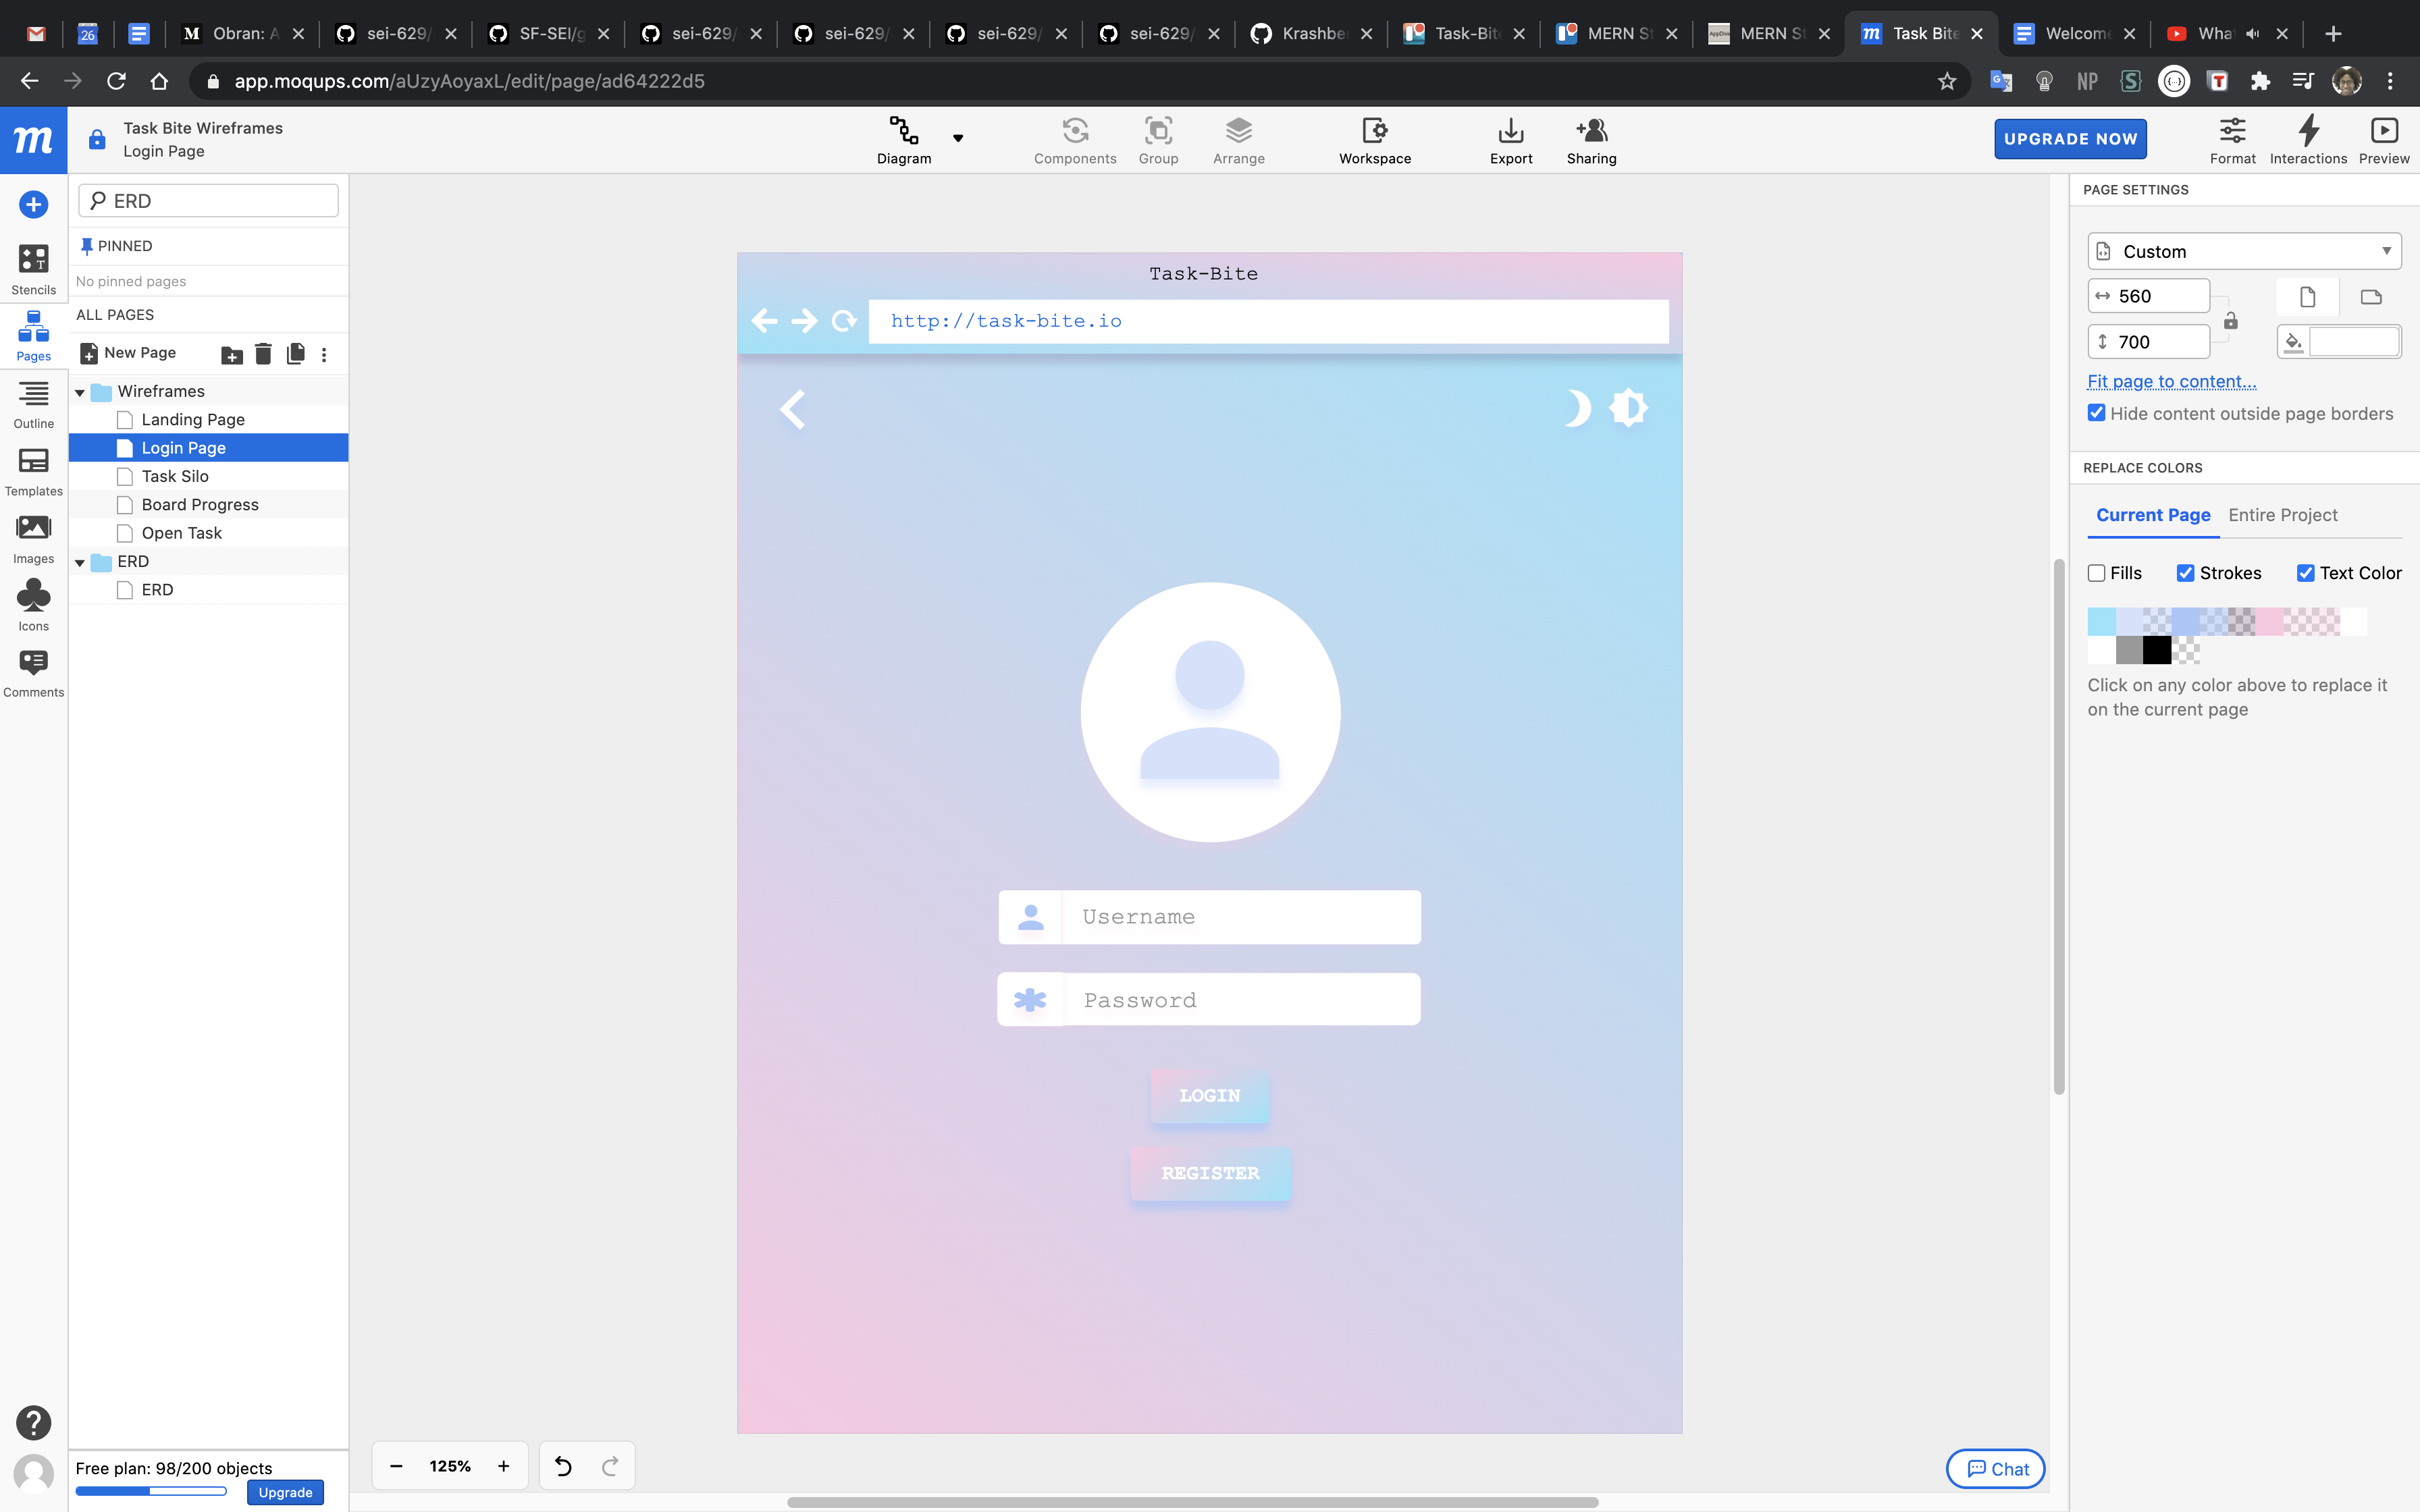 26
M Obran: A
sei-629/
SF-SEI/g
sei-629/
sei-629/
sei-629/
sei-629/
Krashbe
Task-Bit
MERN St
MERN St
Task Bite
Welcome
Wha
app.moqups.com/aUzyAoyaxL/edit/page/ad64222d5
NP
S
T
m
Task Bite Wireframes
Login Page
Diagram
Components
Group
Arrange
Workspace
Export
Sharing
UPGRADE NOW
Format
Interactions
Preview
Stencils
Pages
Outline
Templates
Images
Icons
Comments
ERD
PINNED
No pinned pages
ALL PAGES
New Page
Wireframes
Landing Page
Login Page
Task Silo
Board Progress
Open Task
ERD
ERD
Free plan: 98/200 objects
Upgrade
Task-Bite
http://task-bite.io
Username
Password
LOGIN
REGISTER
125%
Chat
PAGE SETTINGS
Custom
560
700
Fit page to content...
Hide content outside page borders
REPLACE COLORS
Current Page
Entire Project
Fills
Strokes
Text Color
Click on any color above to replace it
on the current page